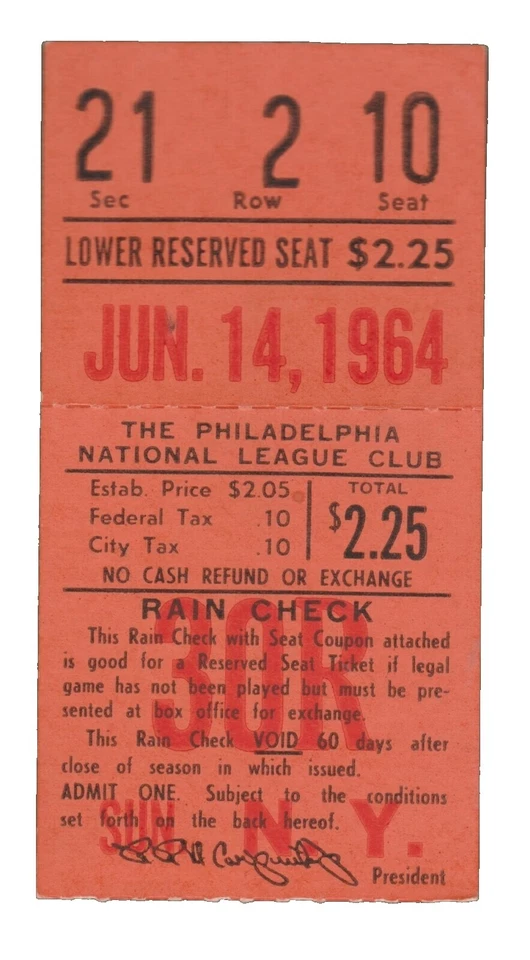 21 2 10
Sec Row Seat
LOWER RESERVED SEAT $2.25
JUN. 14, 1964
THE PHILADELPHIA
NATIONAL LEAGUE CLUB
Estab. Price $2.05
Federal Tax .10
City Tax .10
TOTAL
$2.25
NO CASH REFUND OR EXCHANGE
RAIN CHECK
30R
This Rain Check with Seat Coupon attached
is good for a Reserved Seat Ticket if legal
game has not been played but must be pre-
sented at box office for exchange.
This Rain Check VOID 60 days after
close of season in which issued.
ADMIT ONE. Subject to the conditions
set forth on the back hereof.
SUN N.Y.
President